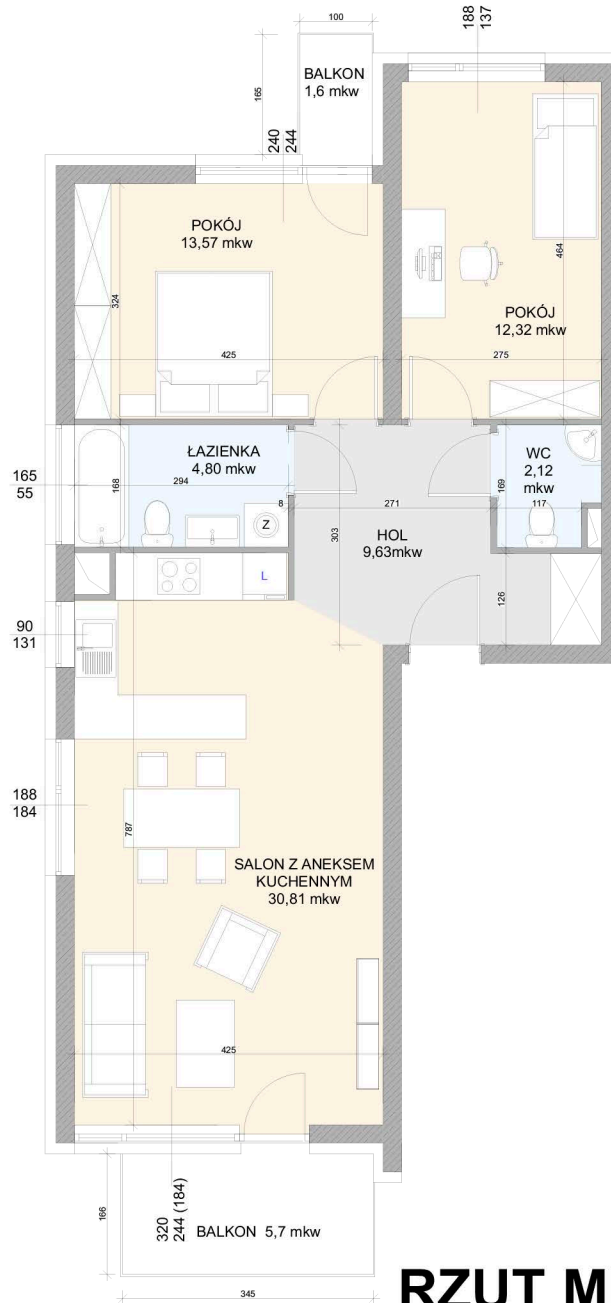 100
188
137
BALKON
1,6 mkw
165
240
244
POKÓJ
13,57 mkw
464
324
POKÓJ
12,32 mkw
425
275
ŁAZIENKA
4,80 mkw
WC
2,12
mkw
165
55
168
294
8
Z
271
169
117
303
HOL
9,63mkw
L
126
90
131
188
184
787
SALON Z ANEKSEM
KUCHENNYM
30,81 mkw
425
166
320
244 (184)
BALKON 5,7 mkw
345
RZUT M